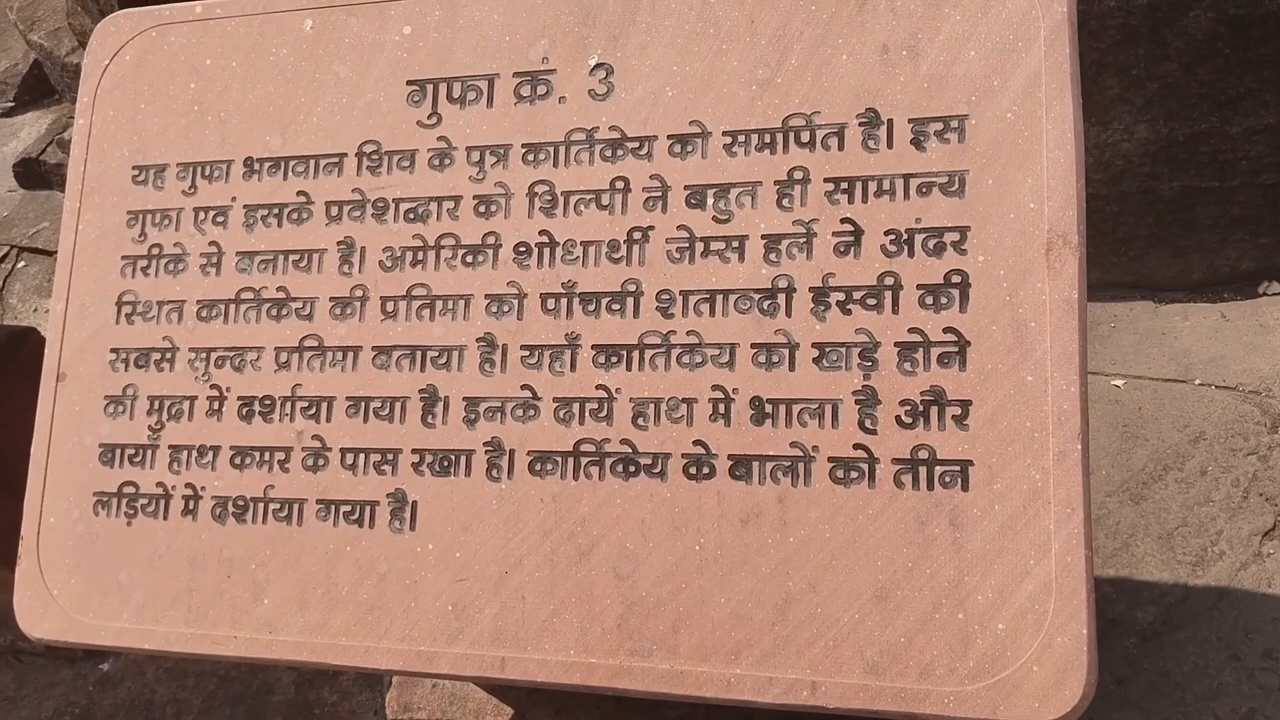 गुफा क्रं. 3
यह गुफा भगवान शिव के पुत्र कार्तिकेय को समर्पित है। इस
गुफा एवं इसके प्रवेशद्वार को शिल्पी ने बहुत ही सामान्य
तरीके से बनाया है। अमेरिकी शोधार्थी जेम्स हर्ले ने अंदर
स्थित कार्तिकेय की प्रतिमा को पाँचवी शताब्दी ईस्वी की
सबसे सुन्दर प्रतिमा बताया है। यहाँ कार्तिकेय को खड़े होने
की मुद्रा में दर्शाया गया है। इनके दायें हाथ में भाला है और
बायाँ हाथ कमर के पास रखा है। कार्तिकेय के बालों को तीन
लड़ियों में दर्शाया गया है।